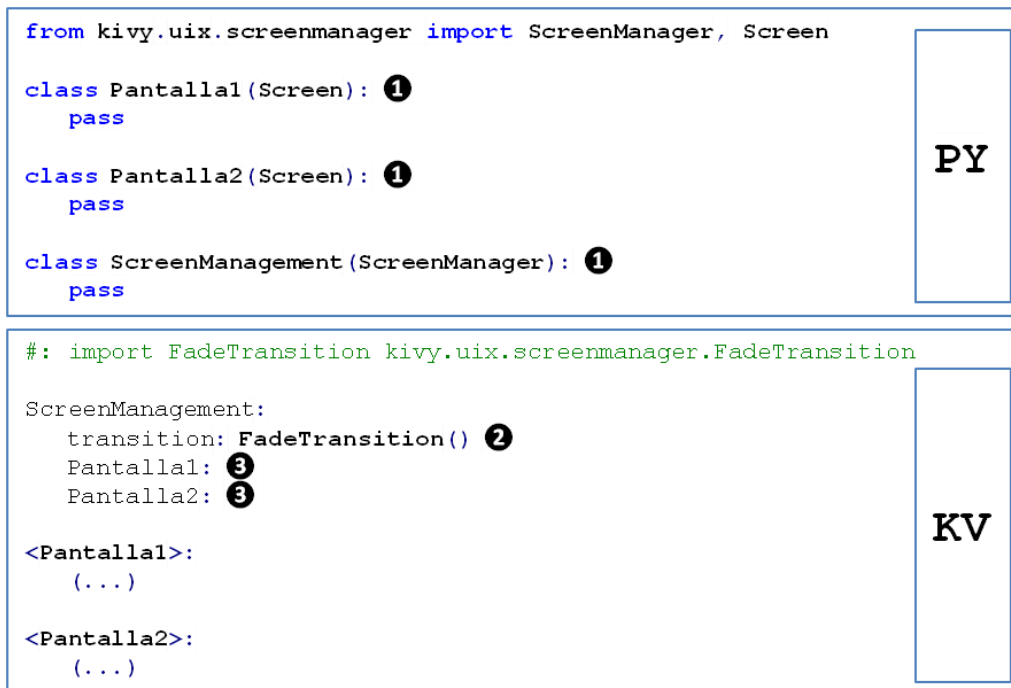 from kivy.uix.screenmanager import ScreenManager, Screen
class Pantalla1(Screen): ❶
pass
class Pantalla2(Screen): ❶
pass
class ScreenManagement(ScreenManager): ❶
pass
PY
#: import FadeTransition kivy.uix.screenmanager.FadeTransition
ScreenManagement:
transition: FadeTransition() ❷
Pantalla1: ❸
Pantalla2: ❸
<Pantalla1>:
(...)
<Pantalla2>:
(...)
KV